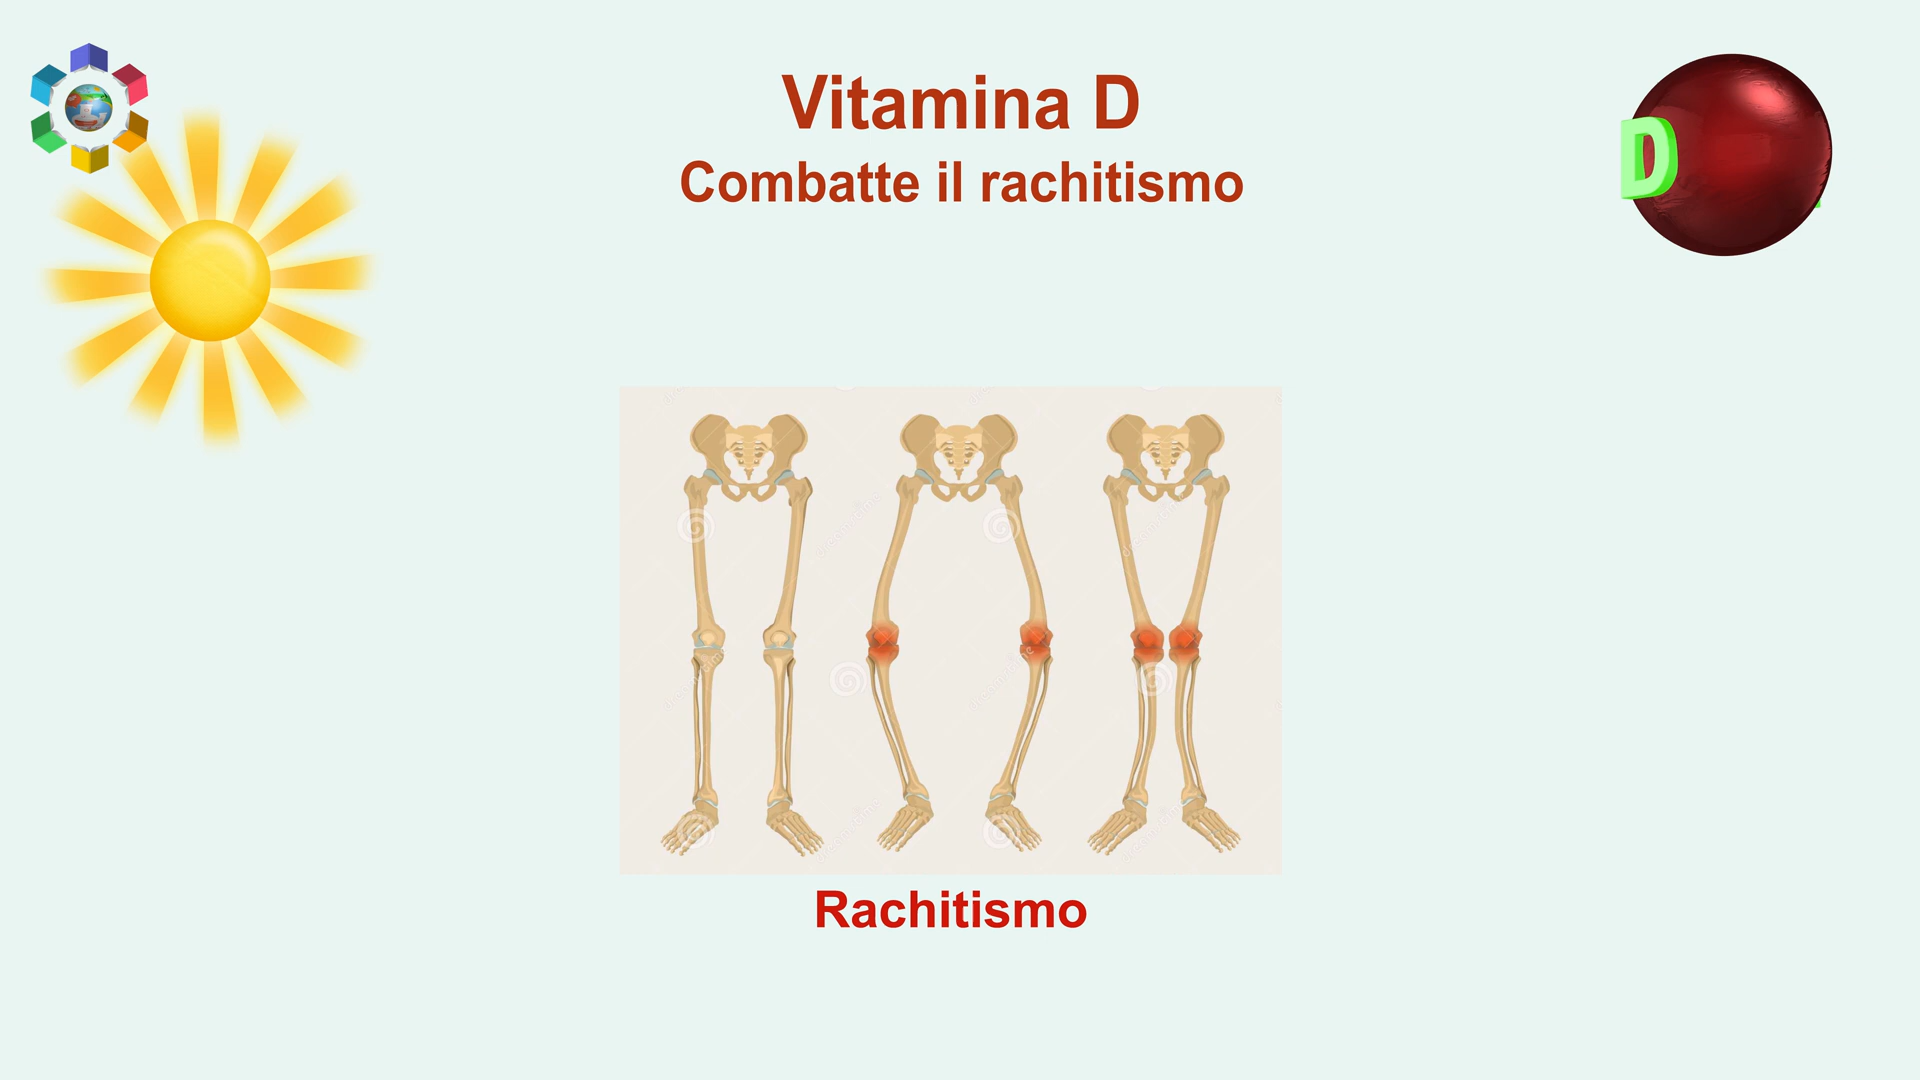 Vitamina D
Combatte il rachitismo
D
Rachitismo